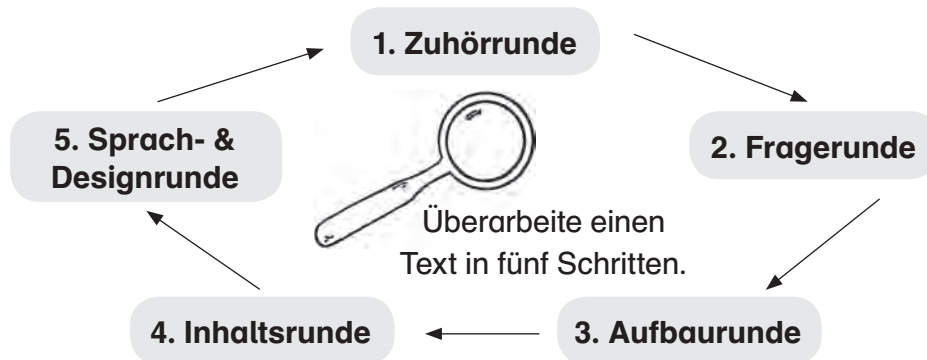 1. Zuhörrunde
2. Fragerunde
3. Aufbaurunde
4. Inhaltsrunde
5. Sprach- &
Designrunde
Überarbeite einen
Text in fünf Schritten.